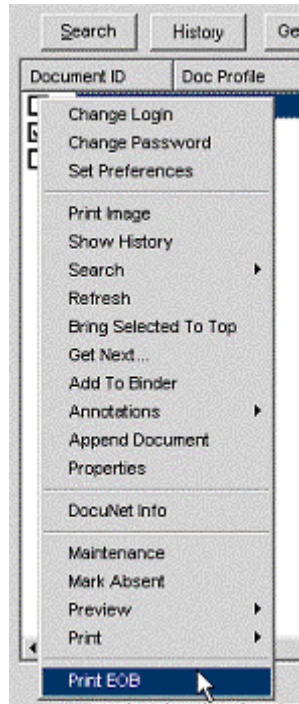 Search History Ge
Document ID Doc Profile
Change Login
Change Password
Set Preferences
Print Image
Show History
Search
Refresh
Bring Selected To Top
Get Next...
Add To Binder
Annotations
Append Document
Properties
DocuNet Info
Maintenance
Mark Absent
Preview
Print
Print EOB